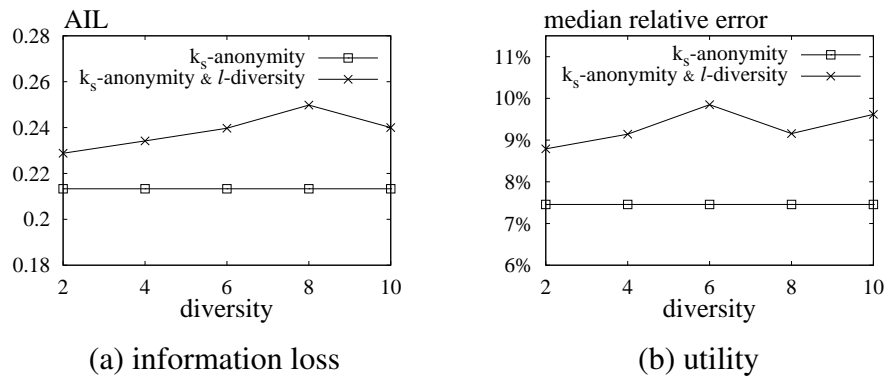 AIL
0.28
0.26
0.24
0.22
0.2
0.18
2 4 6 8 10
diversity
k_s-anonymity
k_s-anonymity & l-diversity
(a) information loss
median relative error
11%
10%
9%
8%
7%
6%
2 4 6 8 10
diversity
k_s-anonymity
k_s-anonymity & l-diversity
(b) utility